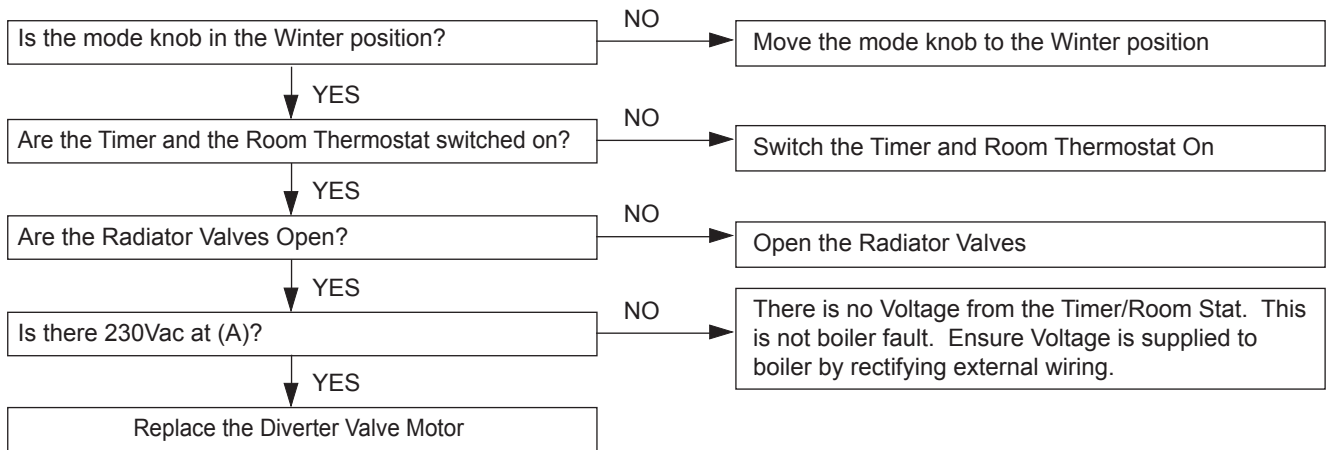 Is the mode knob in the Winter position?
NO
Move the mode knob to the Winter position
YES
Are the Timer and the Room Thermostat switched on?
NO
Switch the Timer and Room Thermostat On
YES
Are the Radiator Valves Open?
NO
Open the Radiator Valves
YES
Is there 230Vac at (A)?
NO
There is no Voltage from the Timer/Room Stat. This
is not boiler fault. Ensure Voltage is supplied to
boiler by rectifying external wiring.
YES
Replace the Diverter Valve Motor